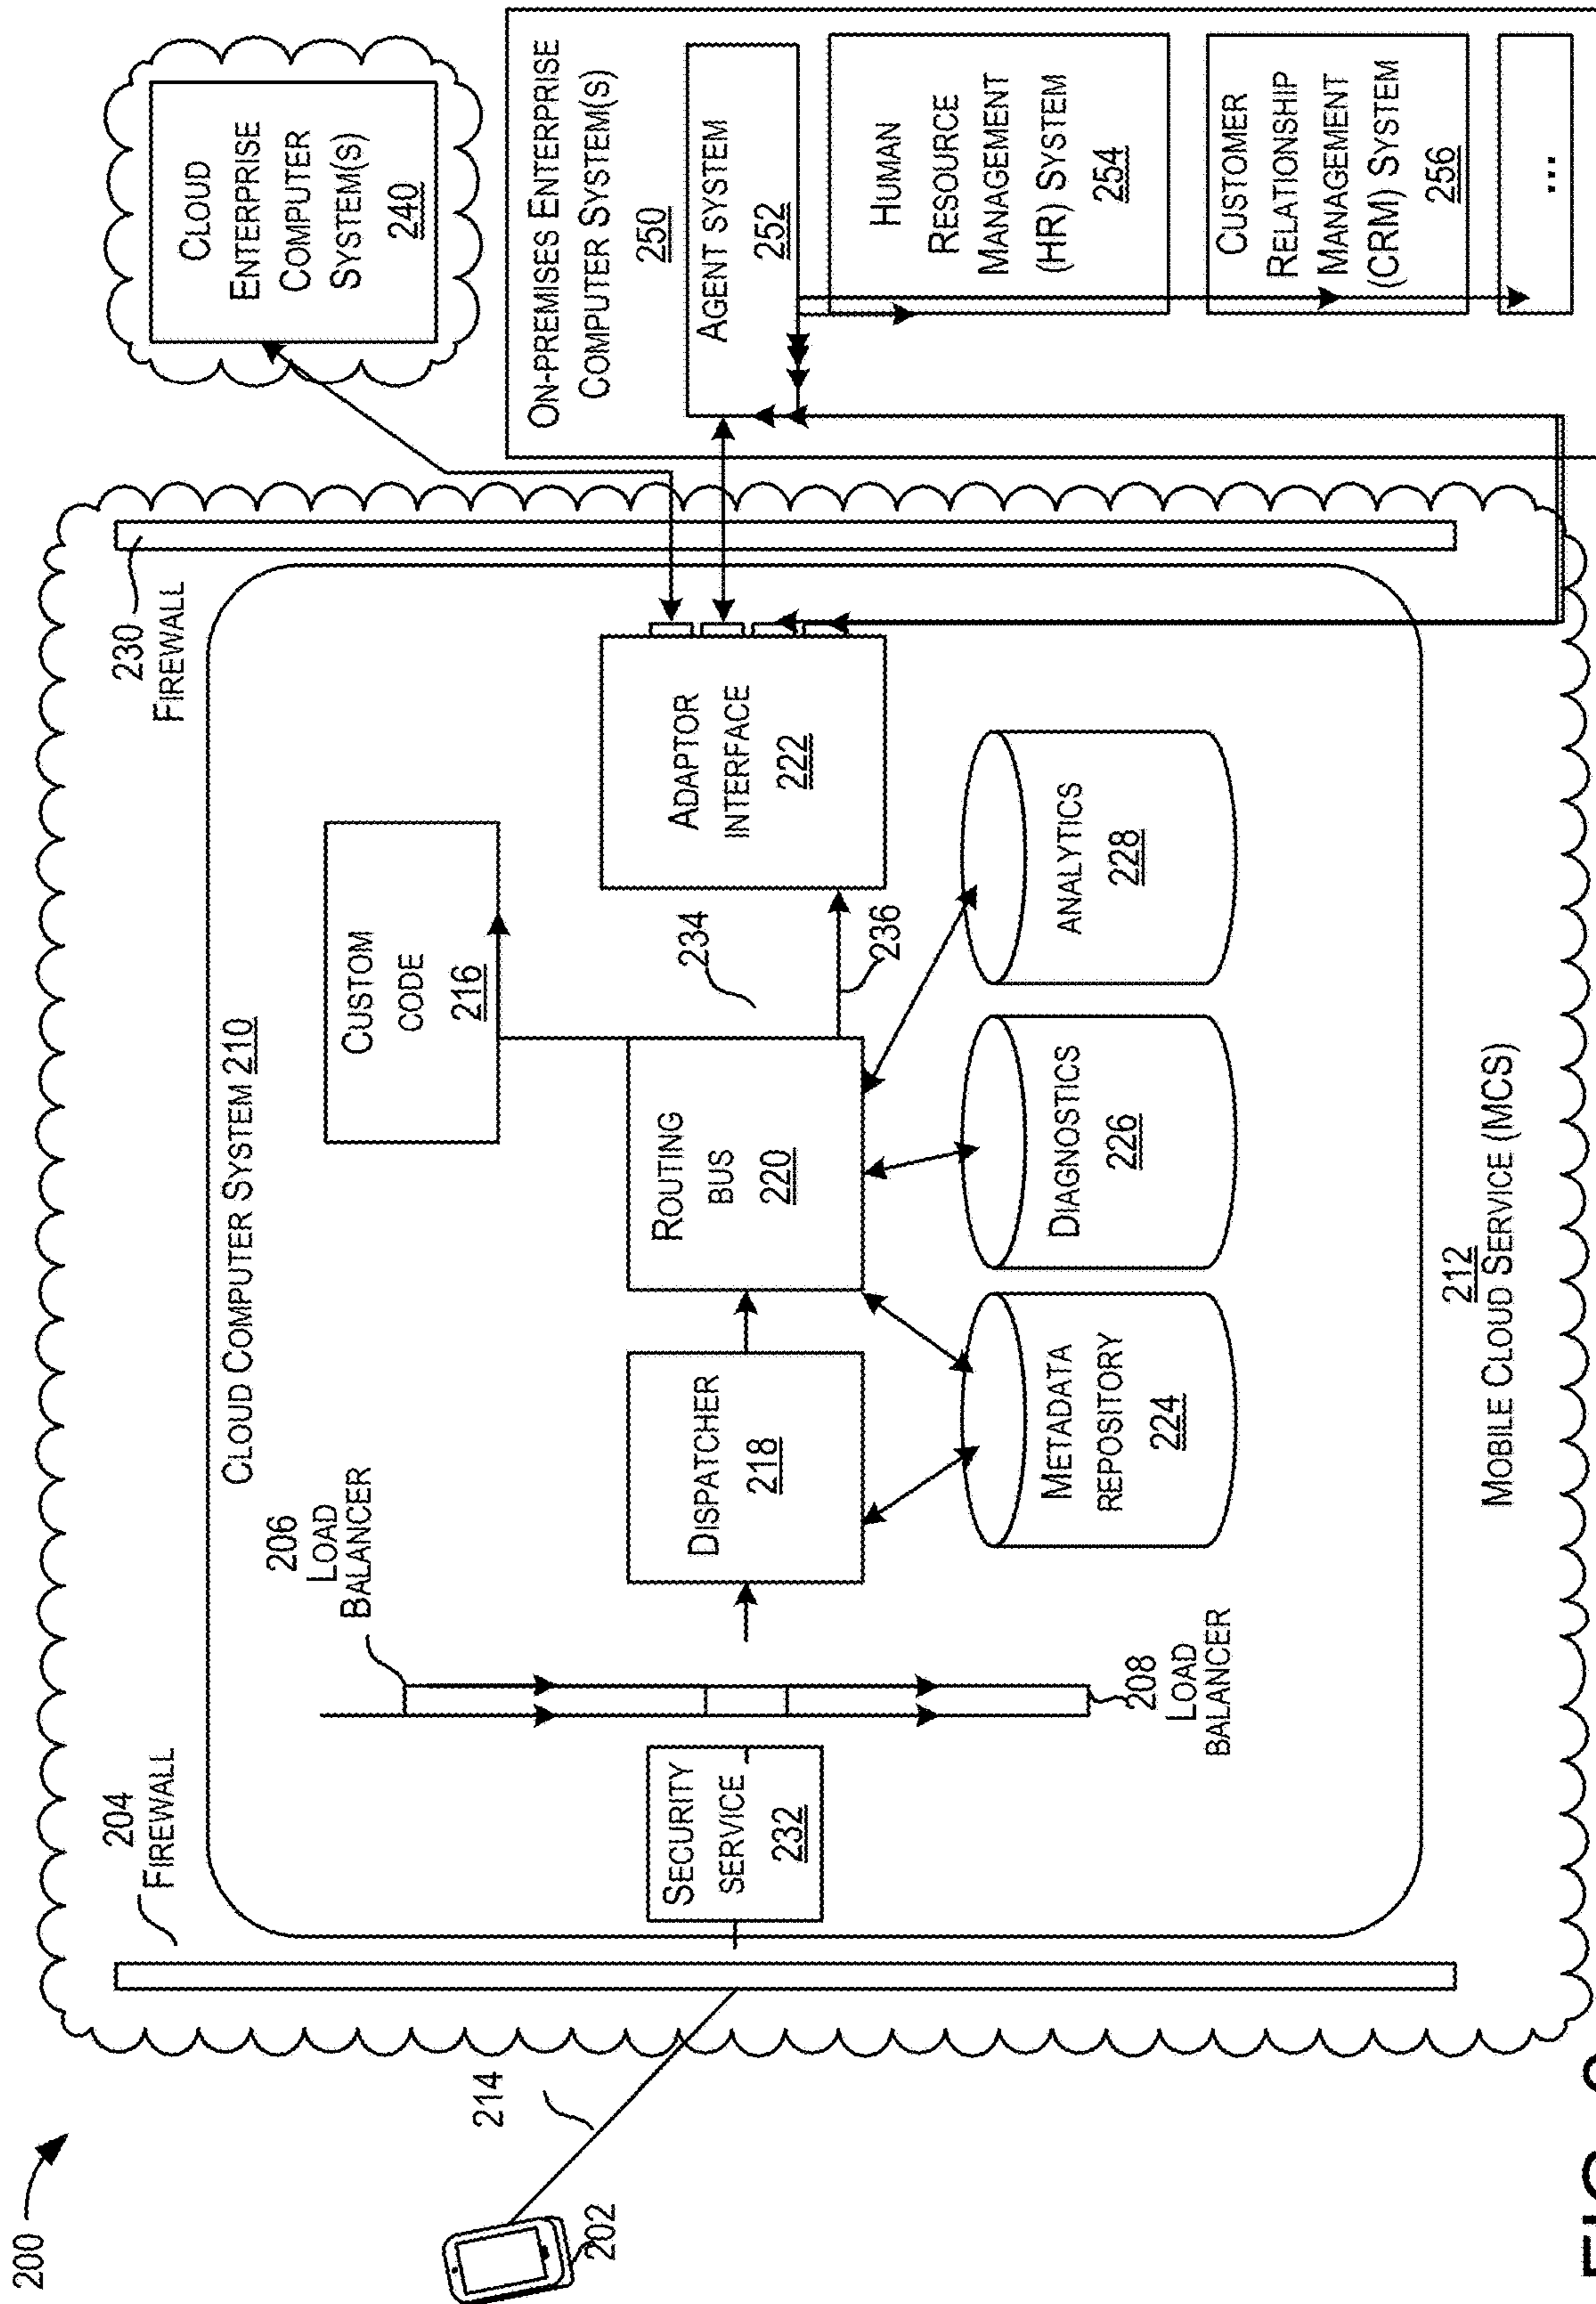 200
202
214
204
FIREWALL
SECURITY
SERVICE
232
206
LOAD
BALANCER
208
LOAD
BALANCER
CLOUD COMPUTER SYSTEM 210
DISPATCHER
218
METADATA
REPOSITORY
224
ROUTING
BUS
220
DIAGNOSTICS
226
CUSTOM
CODE
216
234
236
ADAPTOR
INTERFACE
222
ANALYTICS
228
212
MOBILE CLOUD SERVICE (MCS)
230
FIREWALL
CLOUD
ENTERPRISE
COMPUTER
SYSTEM(S)
240
ON-PREMISES ENTERPRISE
COMPUTER SYSTEM(S)
250
AGENT SYSTEM
252
HUMAN
RESOURCE
MANAGEMENT
(HR) SYSTEM
254
CUSTOMER
RELATIONSHIP
MANAGEMENT
(CRM) SYSTEM
256
...
FIG.